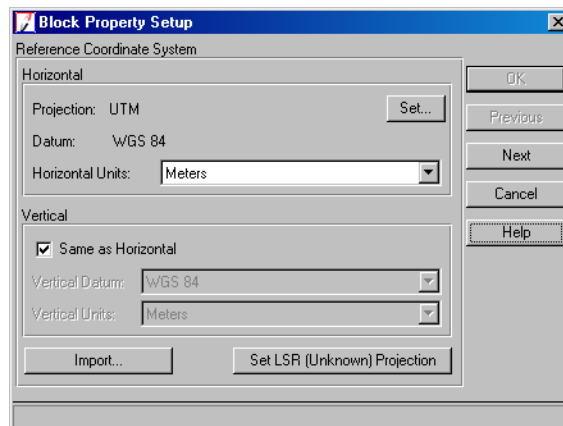 Block Property Setup
Reference Coordinate System
Horizontal
Projection: UTM
Set...
Datum: WGS 84
Horizontal Units: Meters
Vertical
Same as Horizontal
Vertical Datum: WGS 84
Vertical Units: Meters
Import...
Set LSR (Unknown) Projection
OK
Previous
Next
Cancel
Help